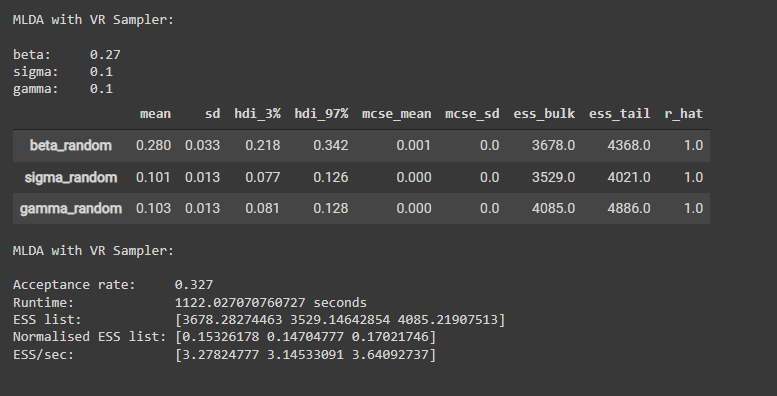 MLDA with VR Sampler:
beta: 0.27
sigma: 0.1
gamma: 0.1
mean sd hdi_3% hdi_97% mcse_mean mcse_sd ess_bulk ess_tail r_hat
beta_random 0.280 0.033 0.218 0.342 0.001 0.0 3678.0 4368.0 1.0
sigma_random 0.101 0.013 0.077 0.126 0.000 0.0 3529.0 4021.0 1.0
gamma_random 0.103 0.013 0.081 0.128 0.000 0.0 4085.0 4886.0 1.0
MLDA with VR Sampler:
Acceptance rate: 0.327
Runtime: 1122.027070760727 seconds
ESS list: [3678.28274463 3529.14642854 4085.21907513]
Normalised ESS list: [0.15326178 0.14704777 0.17021746]
ESS/sec: [3.27824777 3.14533091 3.64092737]